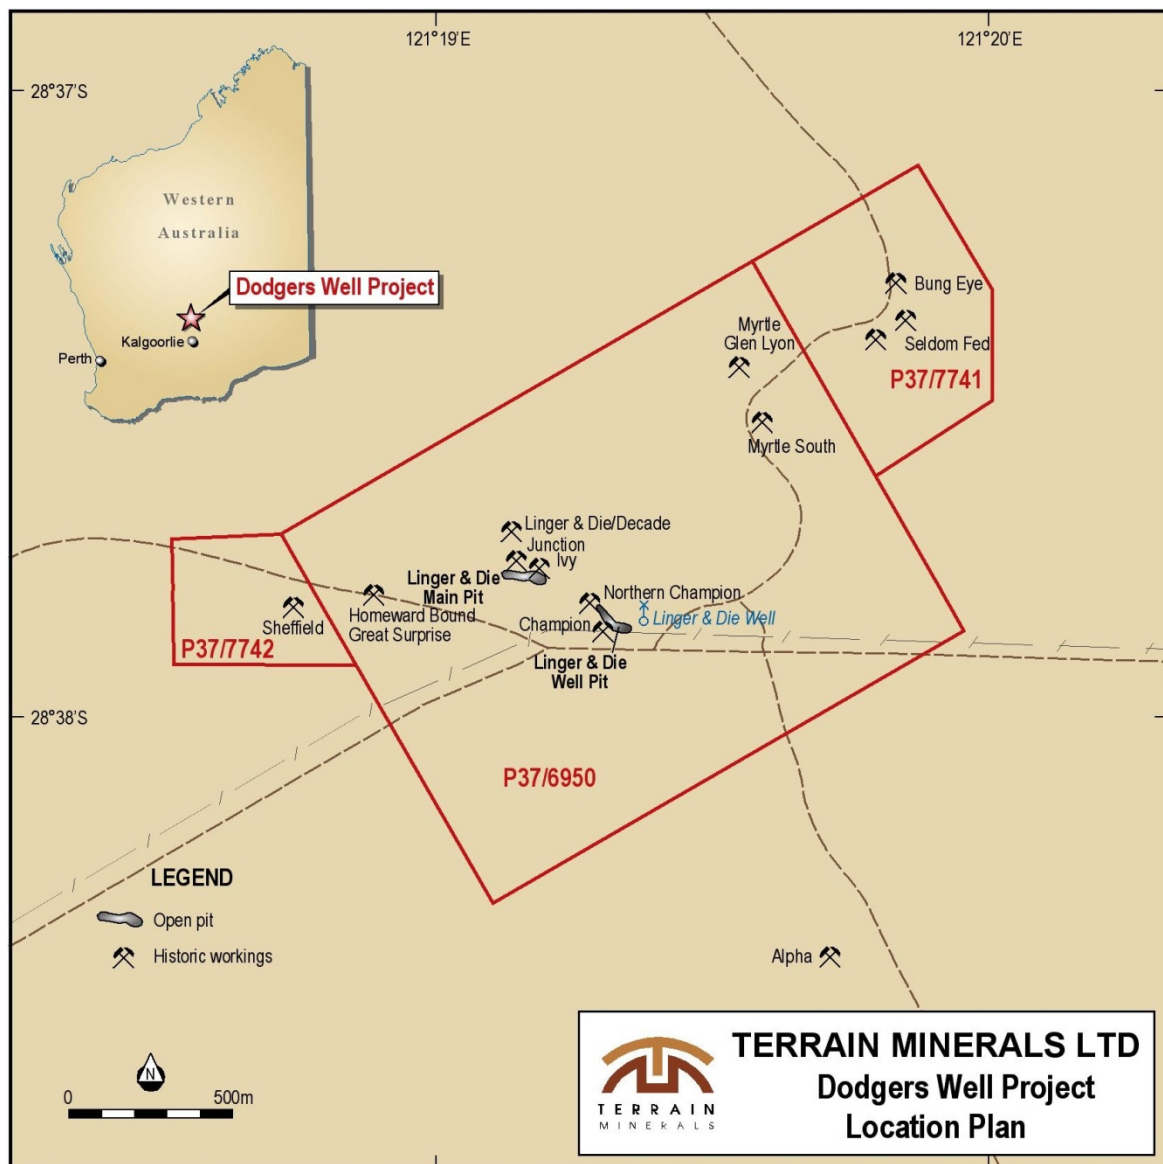 121°19'E
121°20'E
28°37'S
Western
Australia
Dodgers Well Project
Kalgoorlie
Perth
Bung Eye
Myrtle
Glen Lyon
Seldom Fed
P37/7741
Myrtle South
Linger & Die/Decade
Junction
Ivy
Linger & Die
Main Pit
Northern Champion
Homeward Bound
Great Surprise
Sheffield
Champion
Linger & Die Well
P37/7742
Linger & Die
Well Pit
28°38'S
P37/6950
LEGEND
Open pit
Historic workings
Alpha
N
0 500m
TERRAIN
MINERALS
TERRAIN MINERALS LTD
Dodgers Well Project
Location Plan